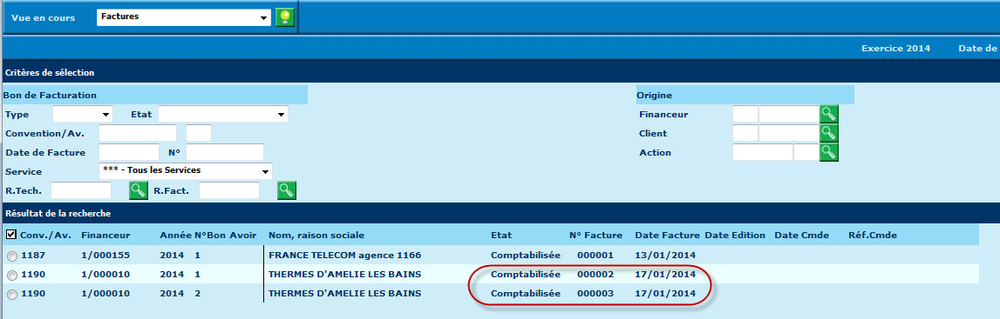 Vue en cours Factures
Exercice 2014 Date de
Critères de sélection
Bon de Facturation Origine
Type Etat Financeur
Convention/Av. Client
Date de Facture N° Action
Service *** - Tous les Services
R.Tech. R.Fact.
Résultat de la recherche
Conv./Av. Financeur Année N°Bon Avoir Nom, raison sociale Etat N° Facture Date Facture Date Edition Date Cmde Réf.Cmde
1187 1/000155 2014 1 FRANCE TELECOM agence 1166 Comptabilisée 000001 13/01/2014
1190 1/000010 2014 1 THERMES D'AMELIE LES BAINS Comptabilisée 000002 17/01/2014
1190 1/000010 2014 2 THERMES D'AMELIE LES BAINS Comptabilisée 000003 17/01/2014